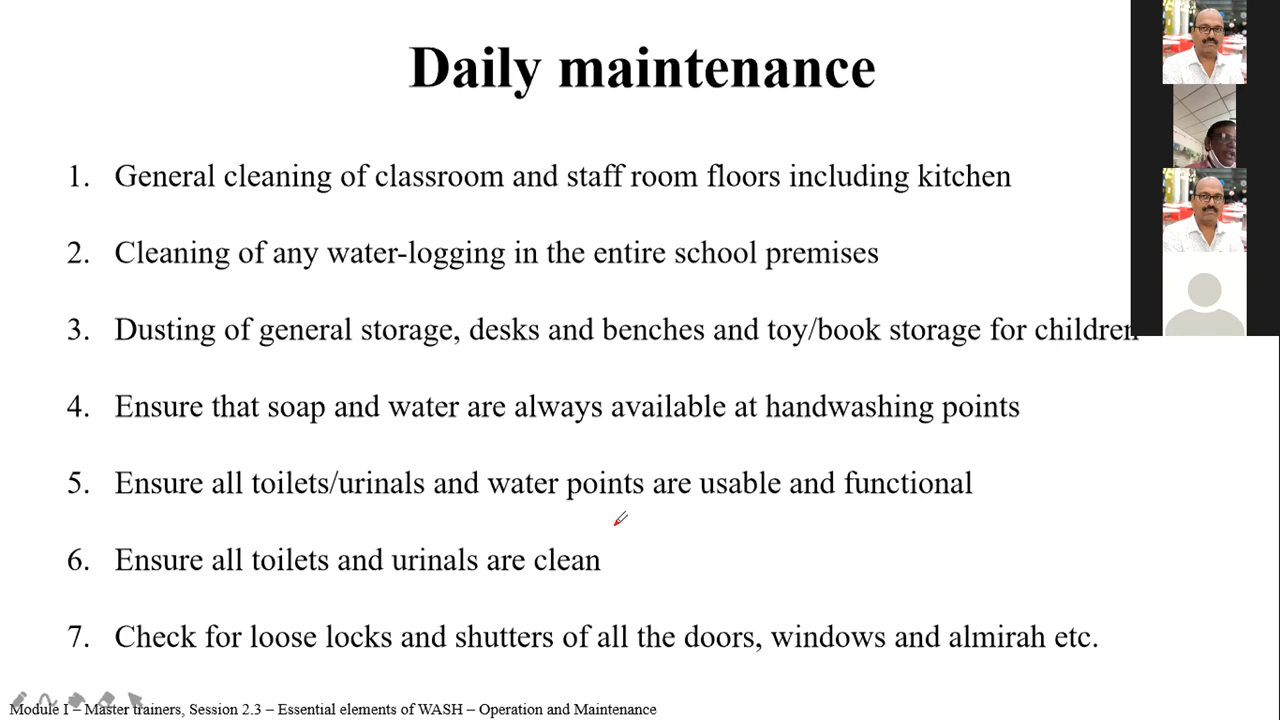 Daily maintenance
1. General cleaning of classroom and staff room floors including kitchen
2. Cleaning of any water-logging in the entire school premises
3. Dusting of general storage, desks and benches and toy/book storage for children
4. Ensure that soap and water are always available at handwashing points
5. Ensure all toilets/urinals and water points are usable and functional
6. Ensure all toilets and urinals are clean
7. Check for loose locks and shutters of all the doors, windows and almirah etc.
Module I – Master trainers, Session 2.3 – Essential elements of WASH – Operation and Maintenance